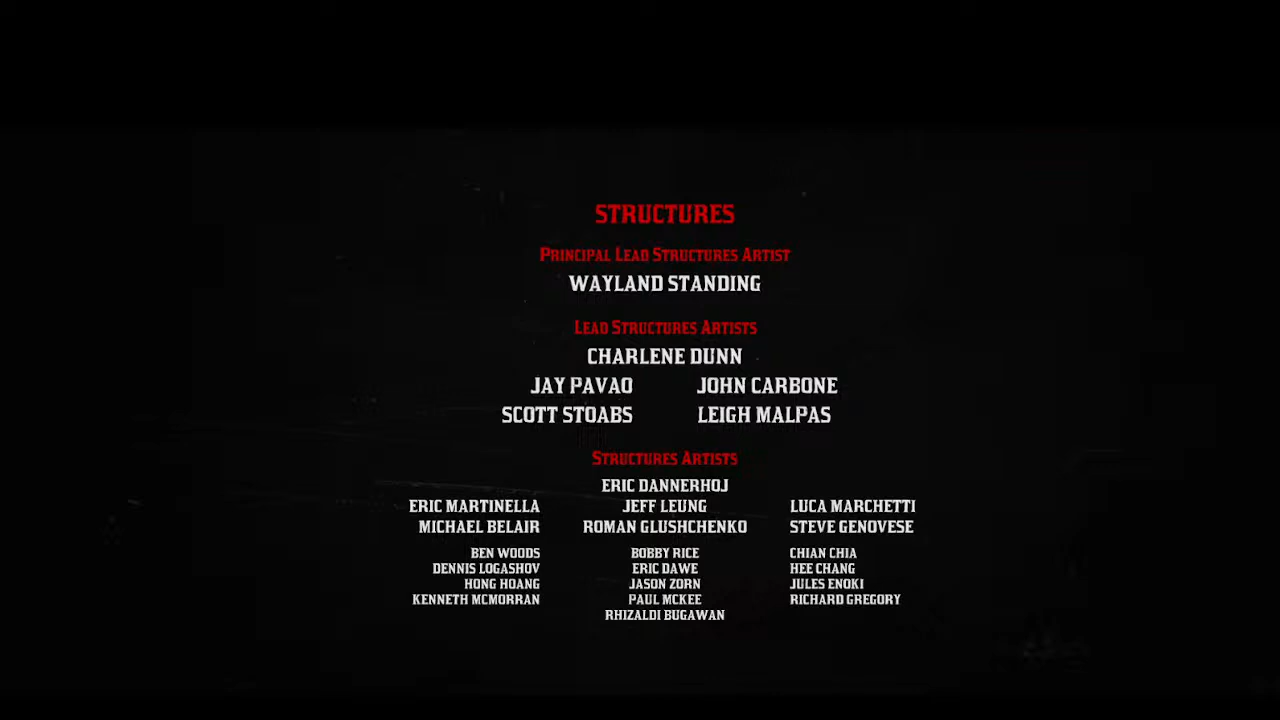 STRUCTURES
PRINCIPAL LEAD STRUCTURES ARTIST
WAYLAND STANDING
LEAD STRUCTURES ARTISTS
CHARLENE DUNN
JAY PAVAO JOHN CARBONE
SCOTT STOABS LEIGH MALPAS
STRUCTURES ARTISTS
ERIC DANNERHOJ
ERIC MARTINELLA JEFF LEUNG LUCA MARCHETTI
MICHAEL BELAIR ROMAN GLUSHCHENKO STEVE GENOVESE
BEN WOODS BOBBY RICE CHIAN CHIA
DENNIS LOGASHOV ERIC DAWE HEE CHANG
HONG HOANG JASON ZORN JULES ENOKI
KENNETH MCMORRAN PAUL MCKEE RICHARD GREGORY
RHIZALDI BUGAWAN